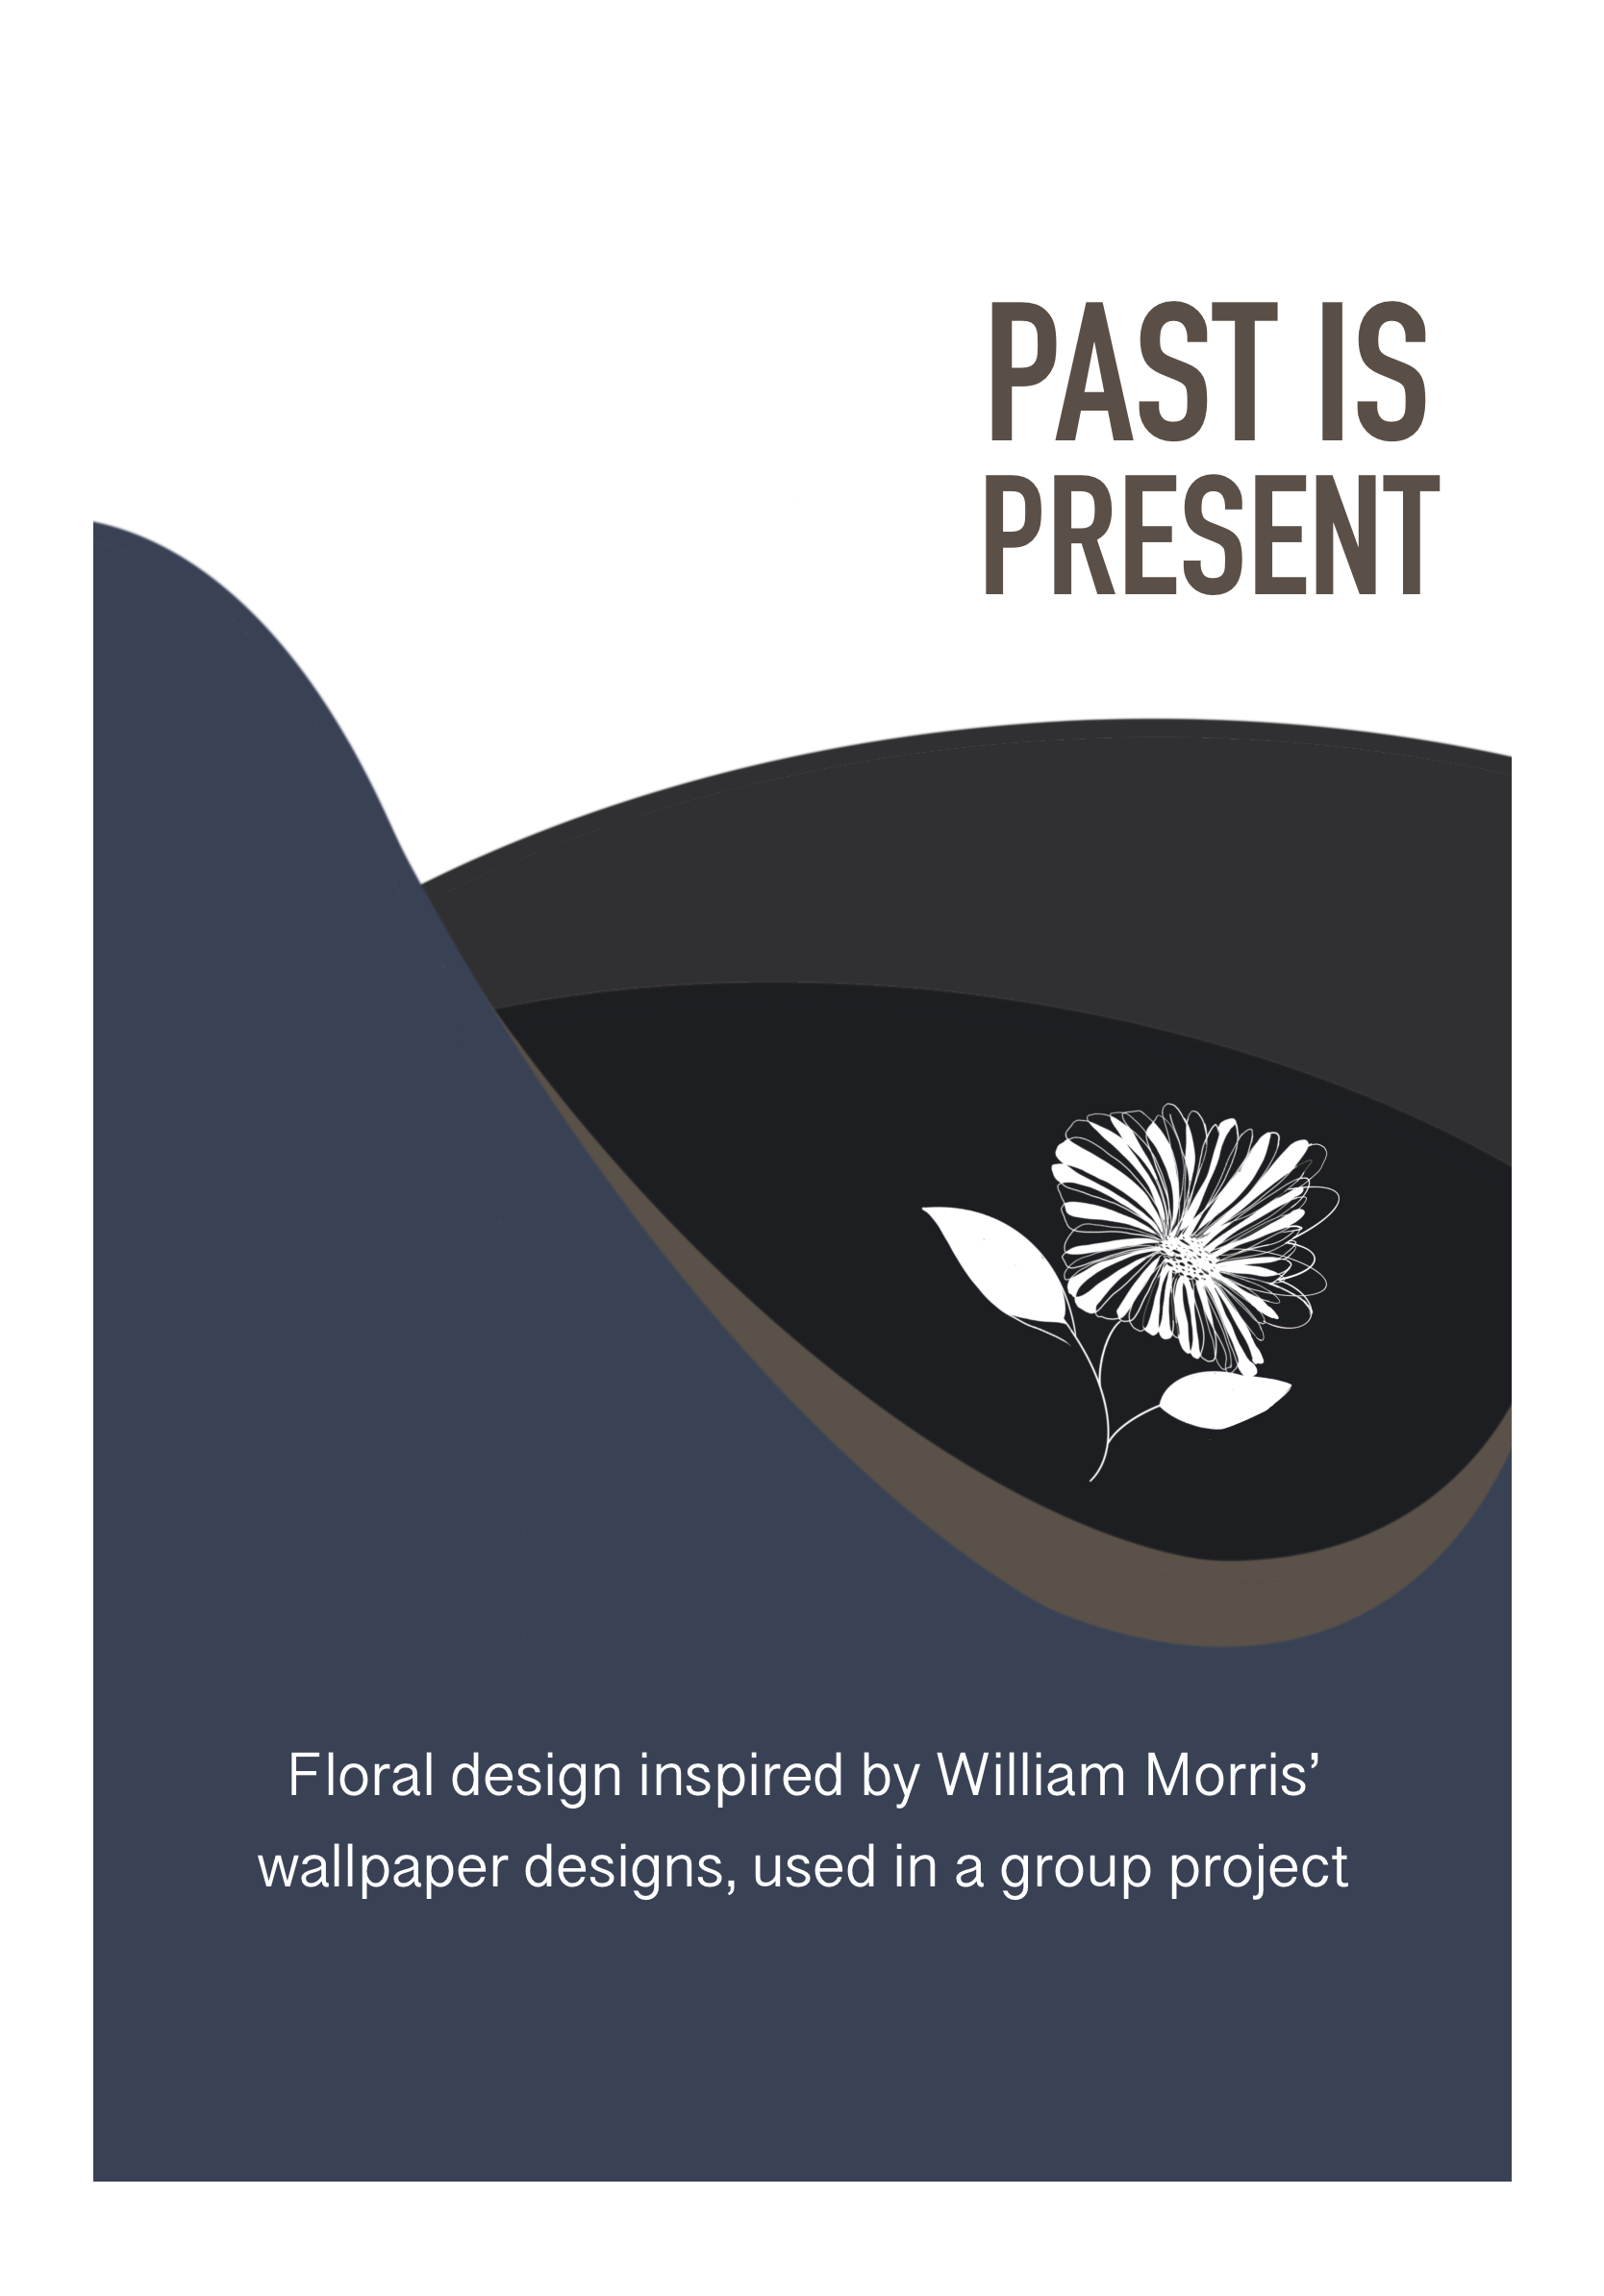 PAST IS
PRESENT
Floral design inspired by William Morris’
wallpaper designs, used in a group project